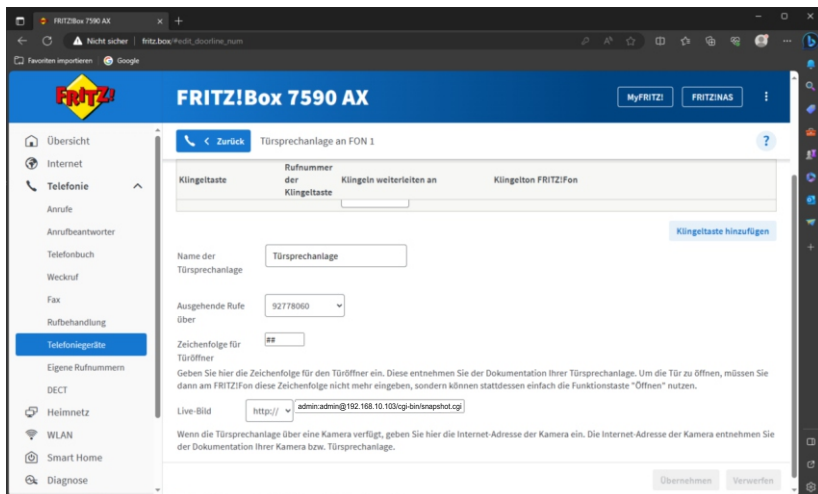 FRITZ!Box 7590 AX
Nicht sicher | fritz.box/#edit_doorline_num
Favoriten importieren | Google
FRITZ!
FRITZ!Box 7590 AX
MyFRITZ!
FRITZ!NAS
Übersicht
Internet
Telefonie
Anrufe
Anrufbeantworter
Telefonbuch
Weckruf
Fax
Rufbehandlung
Telefoniegeräte
Eigene Rufnummern
DECT
Heimnetz
WLAN
Smart Home
Diagnose
< Zurück
Türsprechanlage an FON 1
?
Klingeltaste
Rufnummer
der
Klingeltaste
Klingeln weiterleiten an
Klingelton FRITZ!Fon
Klingeltaste hinzufügen
Name der
Türsprechanlage
Türsprechanlage
Ausgehende Rufe
über
92778060
Zeichenfolge für
Türöffner
##
Geben Sie hier die Zeichenfolge für den Türöffner ein. Diese entnehmen Sie der Dokumentation Ihrer Türsprechanlage. Um die Tür zu öffnen, müssen Sie
dann am FRITZ!Fon diese Zeichenfolge nicht mehr eingeben, sondern können stattdessen einfach die Funktionstaste "Öffnen" nutzen.
Live-Bild
http://
admin:admin@192.168.10.103/cgi-bin/snapshot.cgi
Wenn die Türsprechanlage über eine Kamera verfügt, geben Sie hier die Internet-Adresse der Kamera ein. Die Internet-Adresse der Kamera entnehmen Sie
der Dokumentation Ihrer Kamera bzw. Türsprechanlage.
Übernehmen
Verwerfen